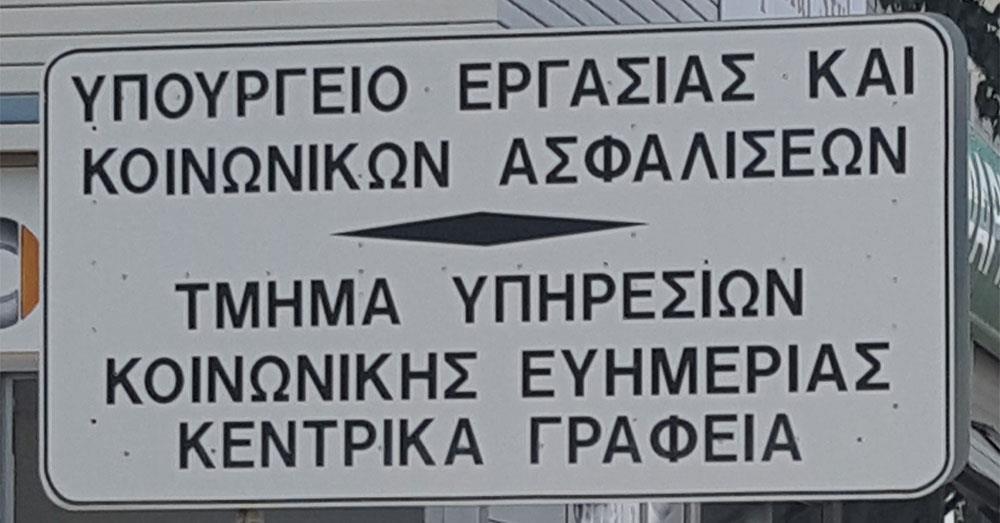 ΥΠΟΥΡΓΕΙΟ ΕΡΓΑΣΙΑΣ ΚΑΙ
ΚΟΙΝΩΝΙΚΩΝ ΑΣΦΑΛΙΣΕΩΝ
ΤΜΗΜΑ ΥΠΗΡΕΣΙΩΝ
ΚΟΙΝΩΝΙΚΗΣ ΕΥΗΜΕΡΙΑΣ
ΚΕΝΤΡΙΚΑ ΓΡΑΦΕΙΑ